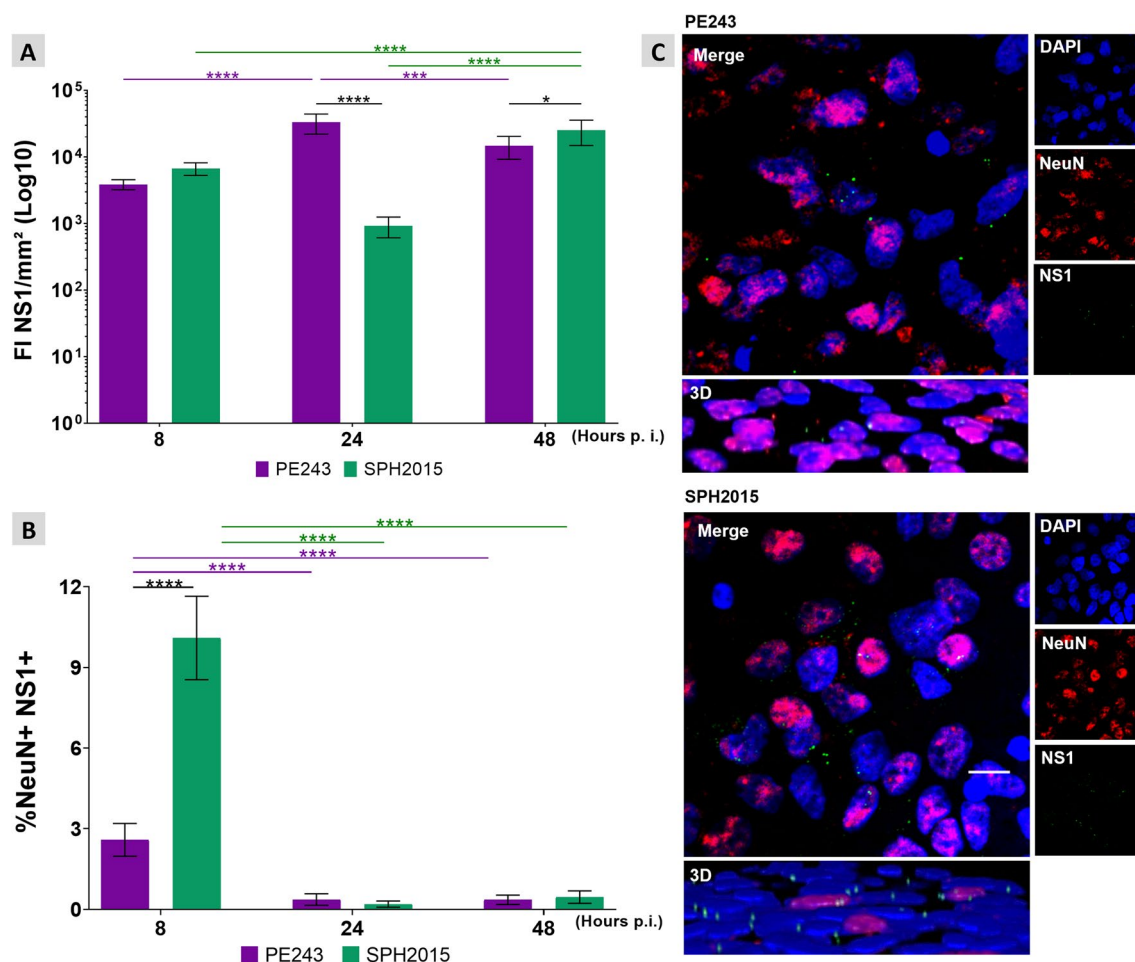 A
****
****
****
***
****
*
FI NS1/mm² (Log10)
10⁵
10⁴
10³
10²
10¹
10⁰
8 24 48 (Hours p. i.)
PE243 SPH2015
B
****
****
****
****
****
%NeuN+ NS1+
12
9
6
3
0
8 24 48 (Hours p.i.)
PE243 SPH2015
C
PE243
Merge
DAPI
NeuN
NS1
3D
SPH2015
Merge
DAPI
NeuN
NS1
3D